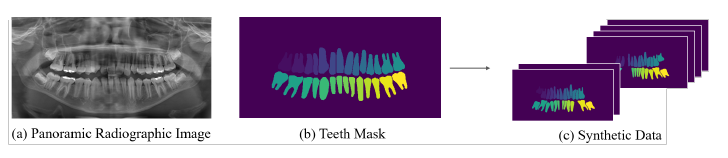 (a) Panoramic Radiographic Image
(b) Teeth Mask
(c) Synthetic Data